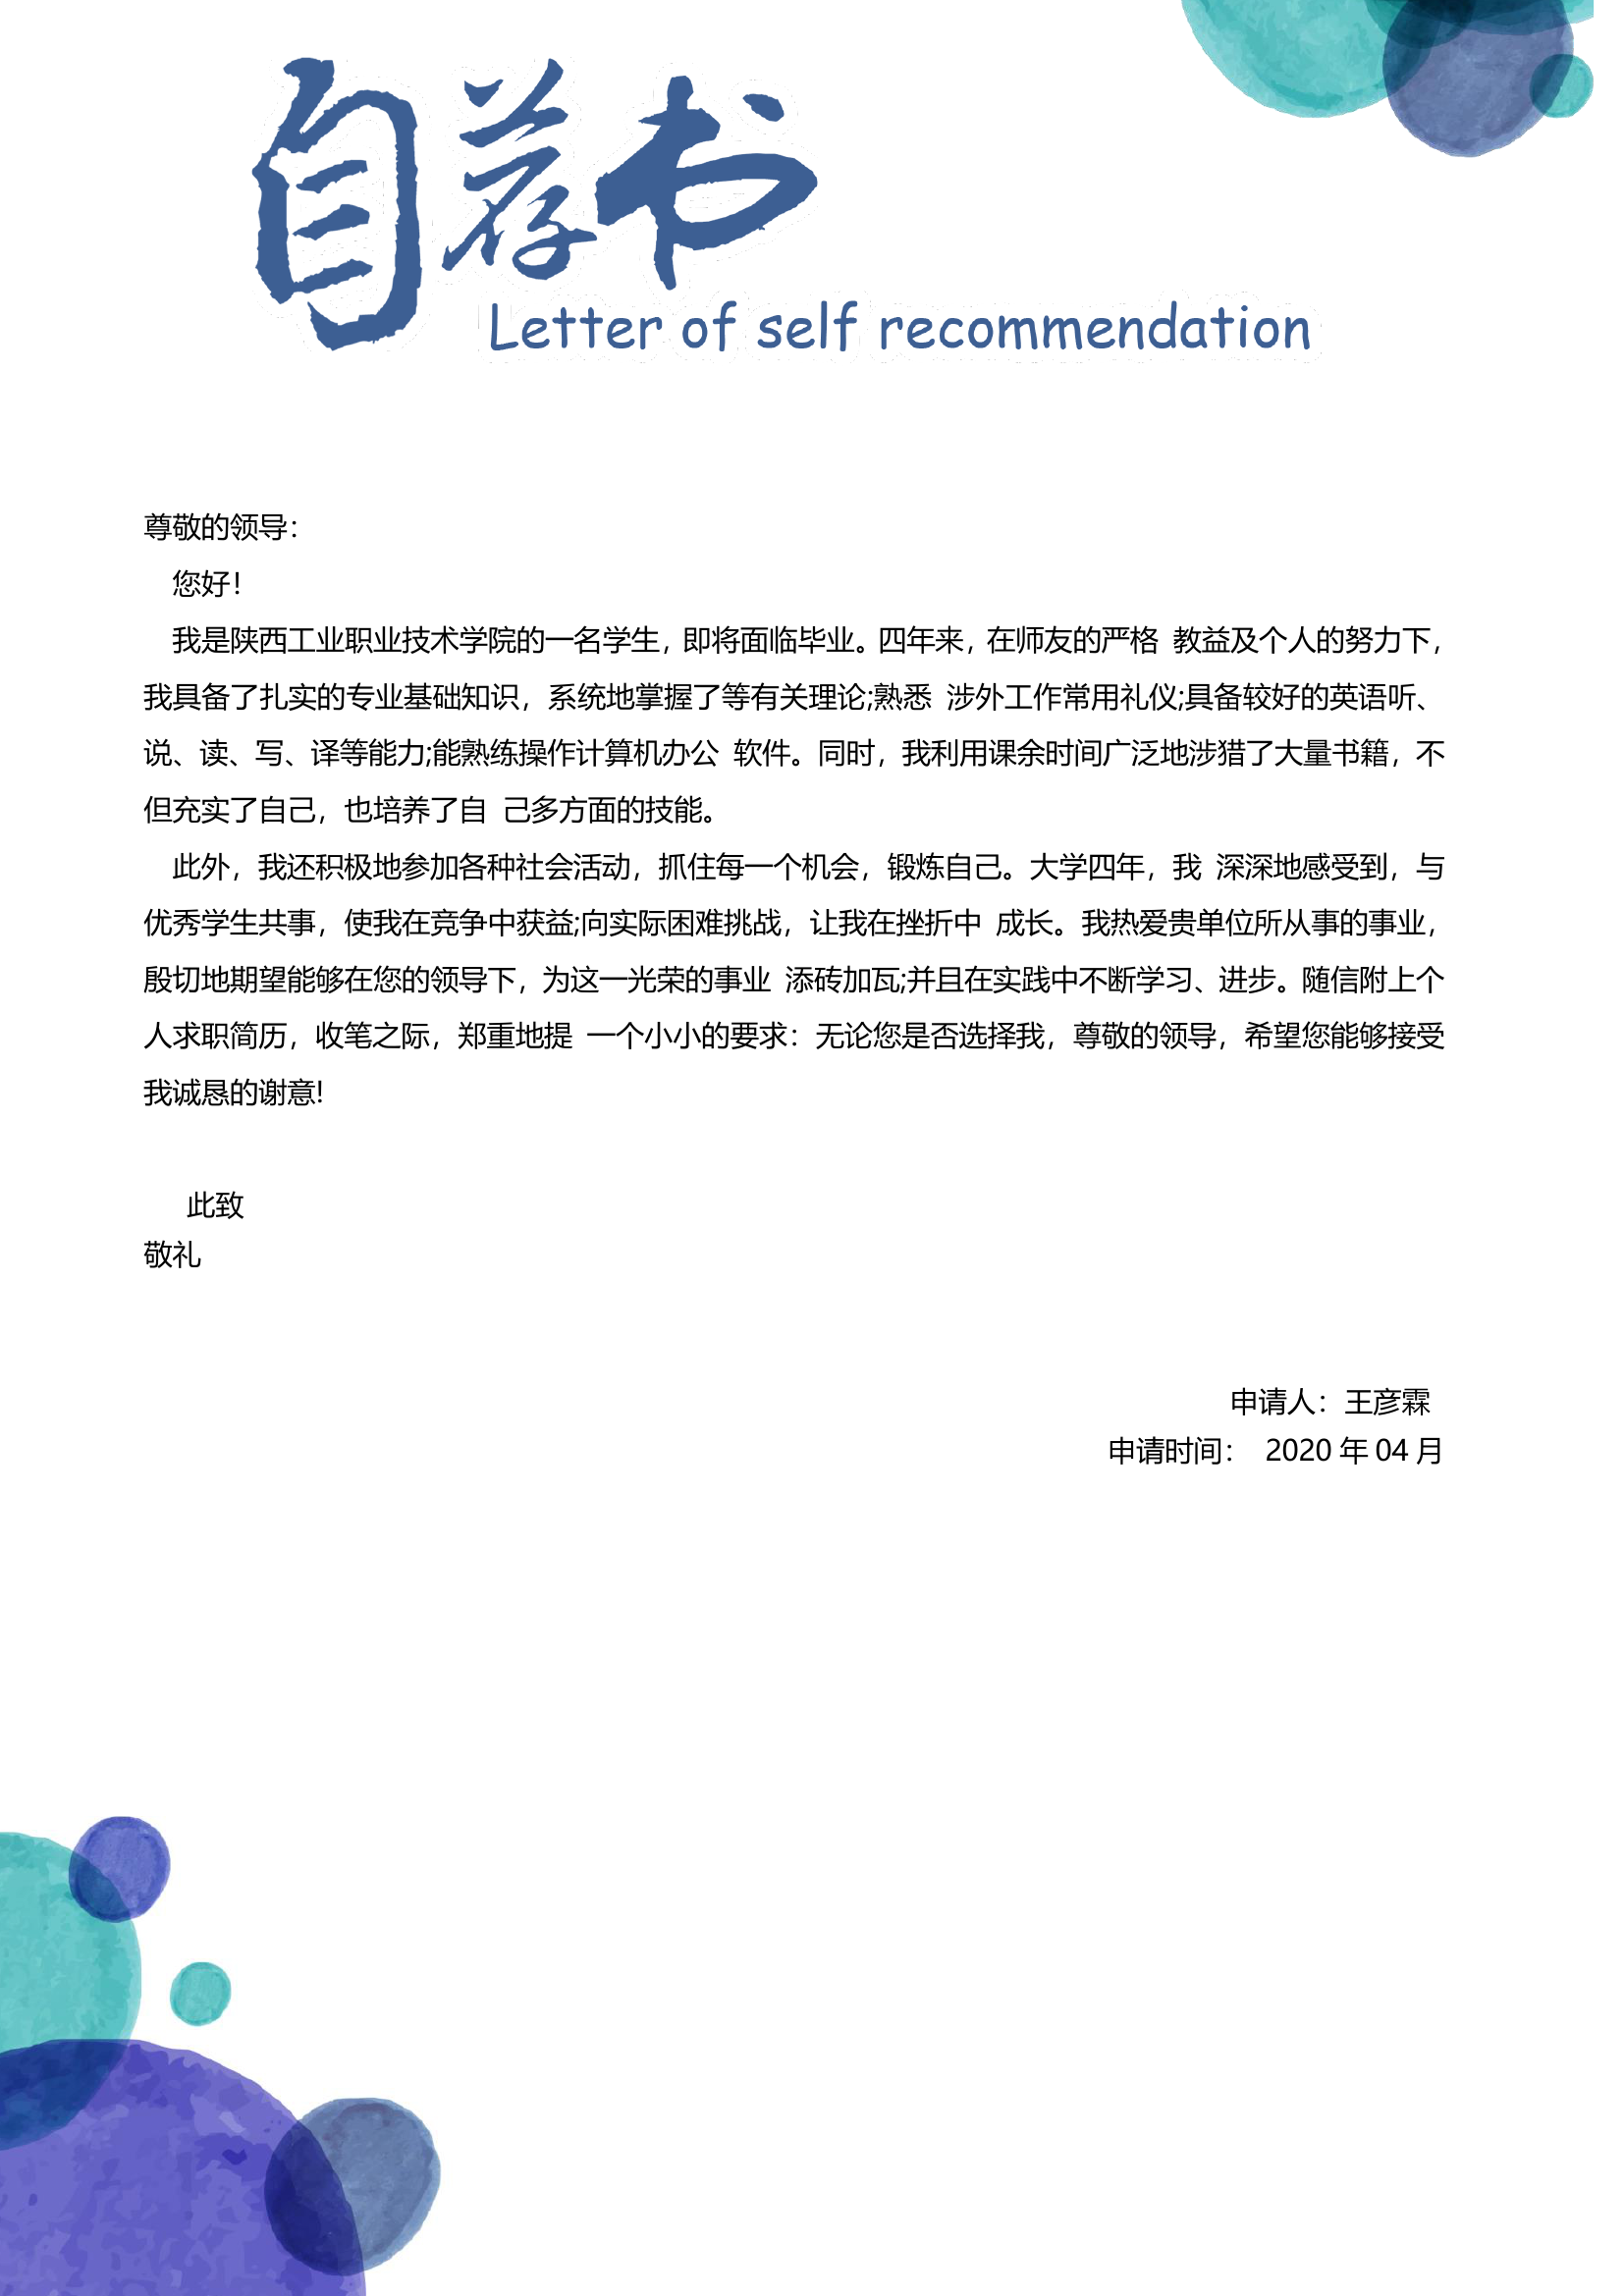 自荐书
Letter of self recommendation
尊敬的领导：
您好！
我是陕西工业职业技术学院的一名学生，即将面临毕业。四年来，在师友的严格 教益及个人的努力下，
我具备了扎实的专业基础知识，系统地掌握了等有关理论;熟悉 涉外工作常用礼仪;具备较好的英语听、
说、读、写、译等能力;能熟练操作计算机办公 软件。同时，我利用课余时间广泛地涉猎了大量书籍，不
但充实了自己，也培养了自 己多方面的技能。
此外，我还积极地参加各种社会活动，抓住每一个机会，锻炼自己。大学四年，我 深深地感受到，与
优秀学生共事，使我在竞争中获益;向实际困难挑战，让我在挫折中 成长。我热爱贵单位所从事的事业，
殷切地期望能够在您的领导下，为这一光荣的事业 添砖加瓦;并且在实践中不断学习、进步。随信附上个
人求职简历，收笔之际，郑重地提 一个小小的要求：无论您是否选择我，尊敬的领导，希望您能够接受
我诚恳的谢意!
此致
敬礼
申请人：王彦霖
申请时间： 2020 年 04 月